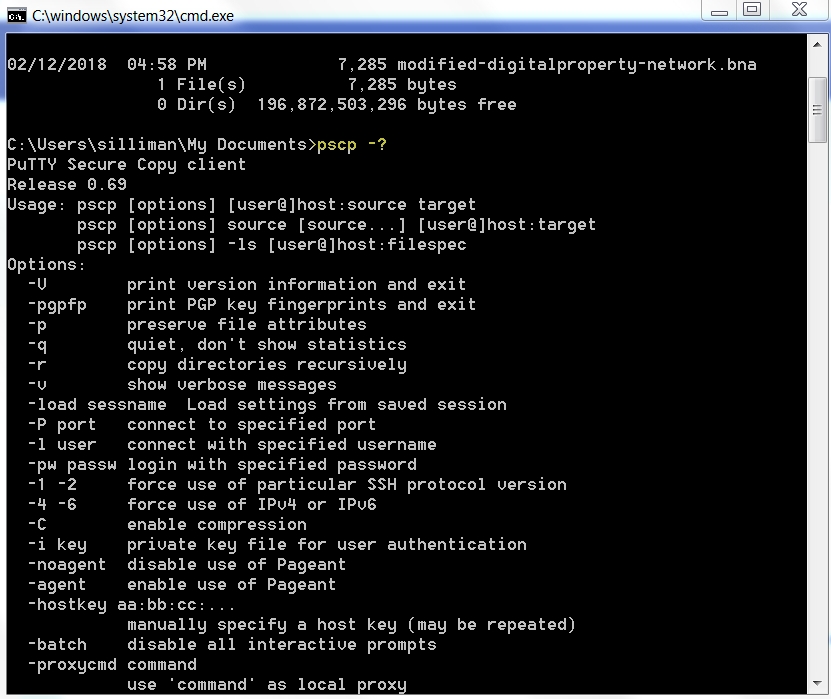 C:\windows\system32\cmd.exe
02/12/2018  04:58 PM             7,285 modified-digitalproperty-network.bna
               1 File(s)          7,285 bytes
               0 Dir(s)  196,872,503,296 bytes free
C:\Users\silliman\My Documents>pscp -?
PuTTY Secure Copy client
Release 0.69
Usage: pscp [options] [user@]host:source target
       pscp [options] source [source...] [user@]host:target
       pscp [options] -ls [user@]host:filespec
Options:
  -V        print version information and exit
  -pgpfp    print PGP key fingerprints and exit
  -p        preserve file attributes
  -q        quiet, don't show statistics
  -r        copy directories recursively
  -v        show verbose messages
  -load sessname  Load settings from saved session
  -P port   connect to specified port
  -l user   connect with specified username
  -pw passw login with specified password
  -1 -2     force use of particular SSH protocol version
  -4 -6     force use of IPv4 or IPv6
  -C        enable compression
  -i key    private key file for user authentication
  -noagent  disable use of Pageant
  -agent    enable use of Pageant
  -hostkey aa:bb:cc:...
            manually specify a host key (may be repeated)
  -batch    disable all interactive prompts
  -proxycmd command
            use 'command' as local proxy